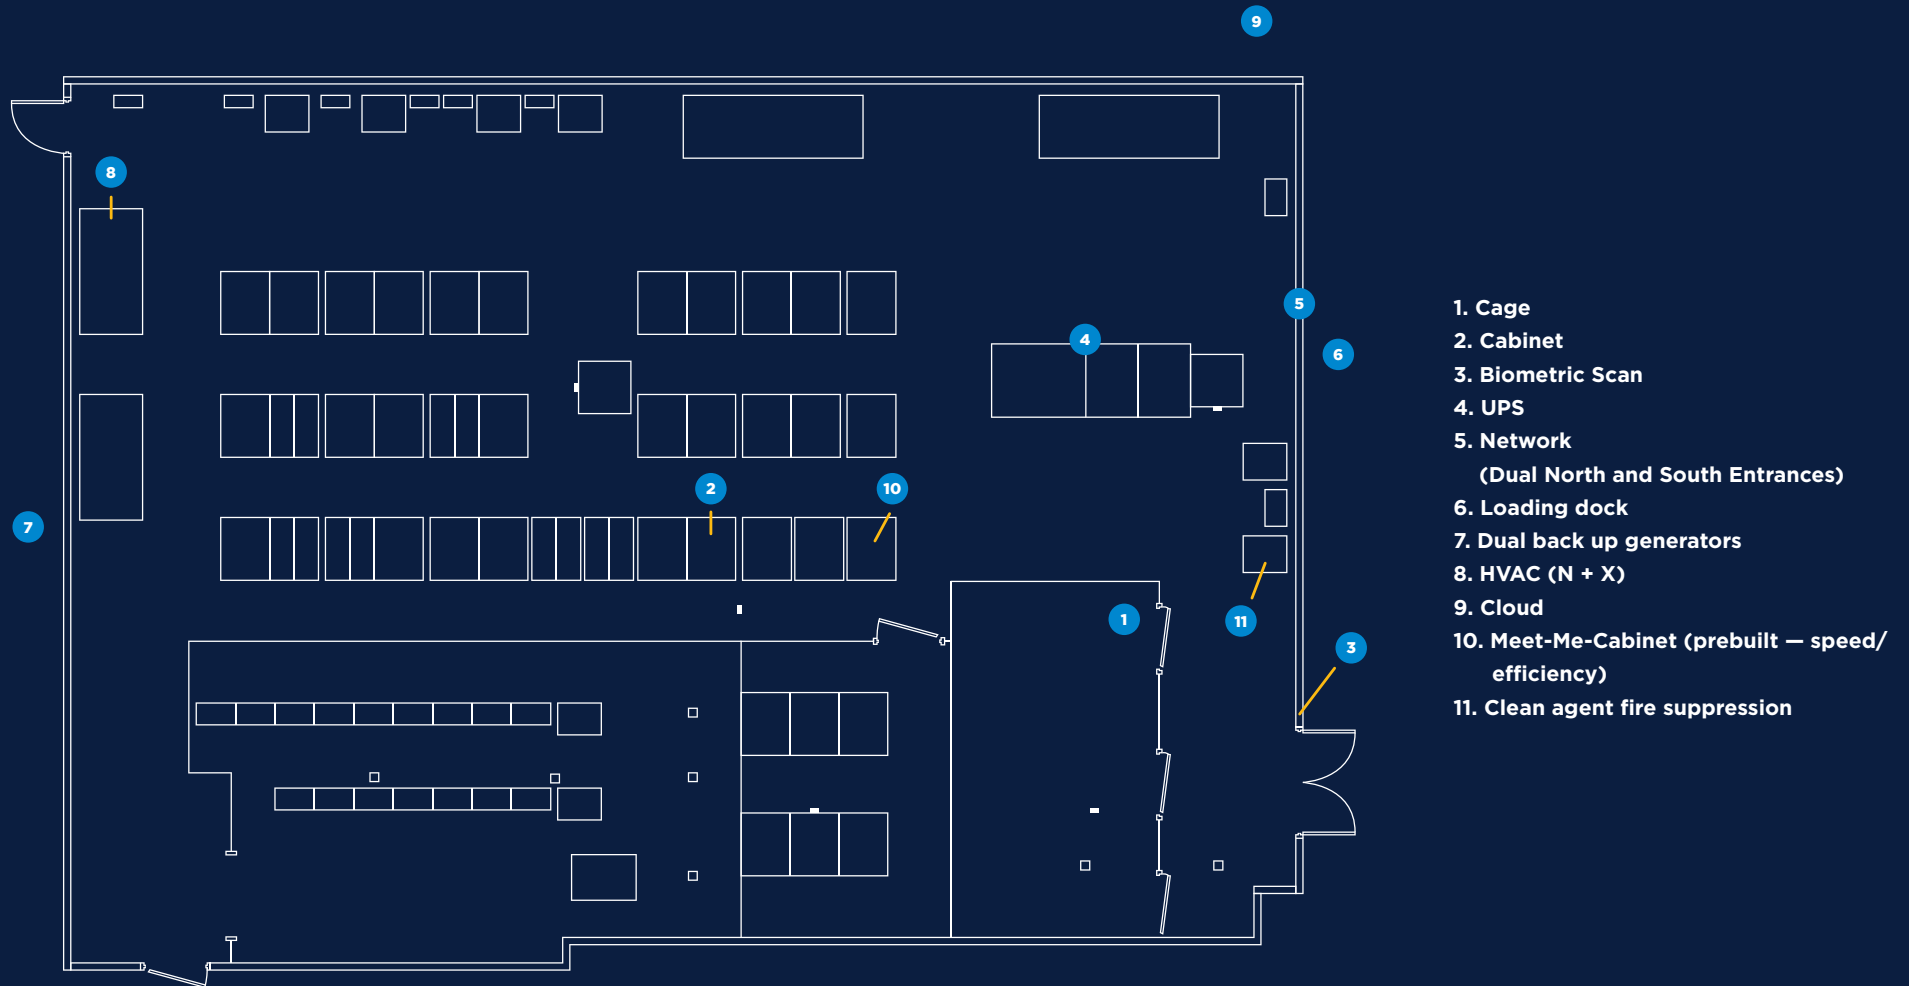 9
8
5
4
6
2
10
7
1
11
3
1. Cage
2. Cabinet
3. Biometric Scan
4. UPS
5. Network
(Dual North and South Entrances)
6. Loading dock
7. Dual back up generators
8. HVAC (N + X)
9. Cloud
10. Meet-Me-Cabinet (prebuilt — speed/
efficiency)
11. Clean agent fire suppression